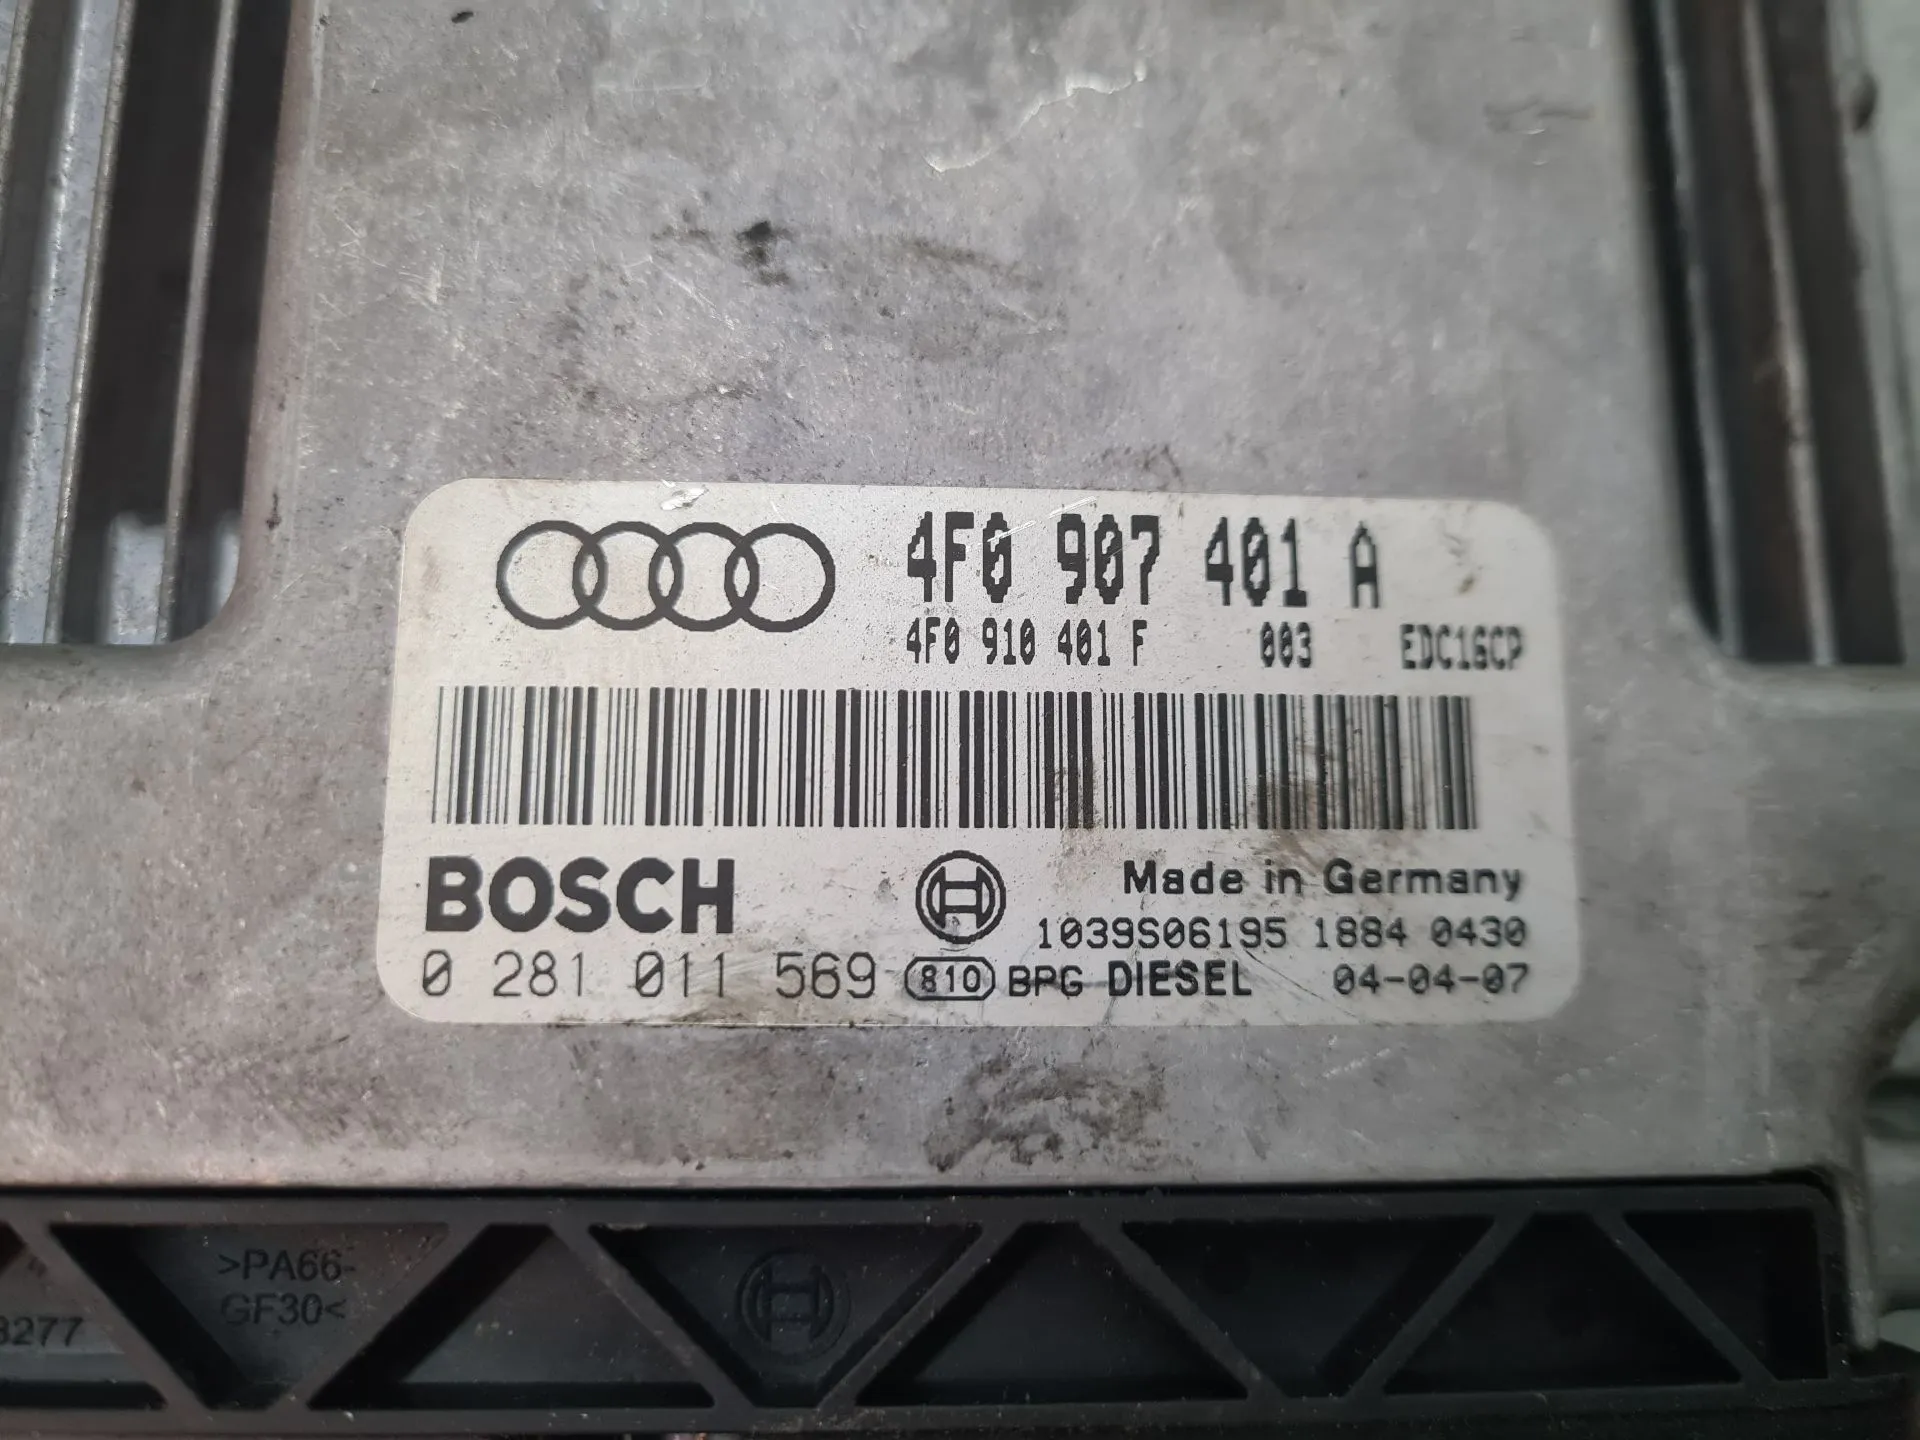 4F0 907 401 A
4F0 910 401 F 003 EDC16CP
BOSCH
Made in Germany
1039S06195 1884 0430
0 281 011 569 810 BPG DIESEL 04-04-07
>PA66-
GF30<
3277